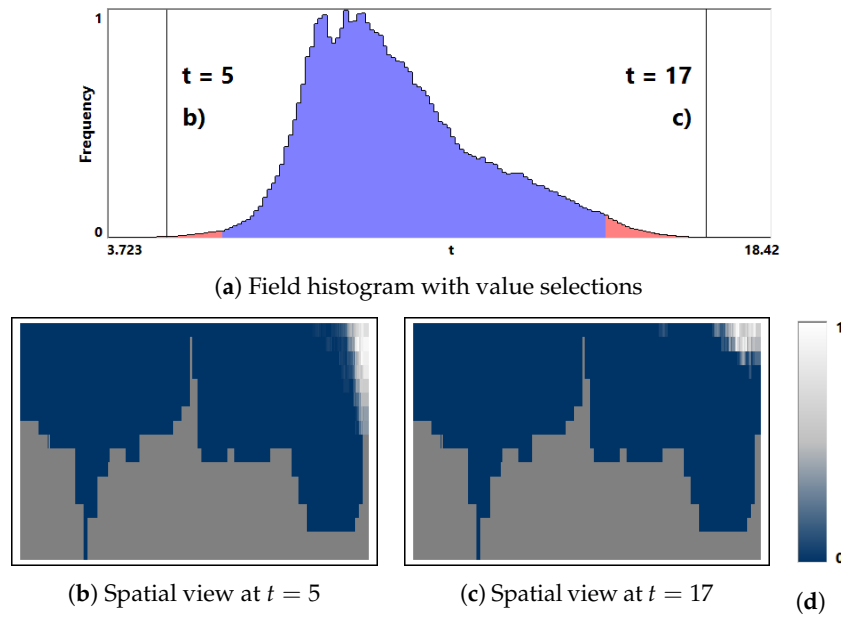 1
t = 5
t = 17
b)
c)
Frequency
0
3.723
t
18.42
(a) Field histogram with value selections
1
0
(b) Spatial view at t = 5
(c) Spatial view at t = 17
(d)